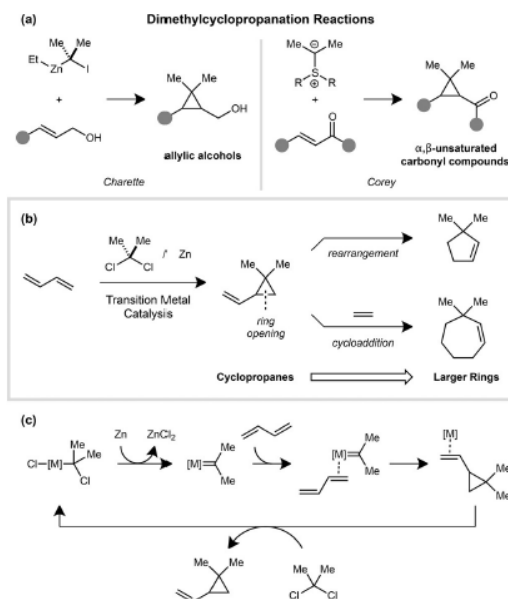 Dimethylcyclopropanation Reactions
(a)
Me
Me
Et
Zn
I
+
OH
Me Me
OH
allylic alcohols
Charette
Me Me
⊖
S
R R
⊕
+
O
Me Me
O
α,β-unsaturated
carbonyl compounds
Corey
(b)
Me Me
Cl Cl
/ Zn
Transition Metal
Catalysis
Me Me
ring
opening
rearrangement
Me Me
cycloaddition
Me Me
Cyclopropanes
Larger Rings
(c)
Cl [M] Me
Me
Cl
Zn ZnCl2
[M] Me
Me
[M] Me
Me
[M]
Me
Me
Me Me
Me Me
Cl Cl